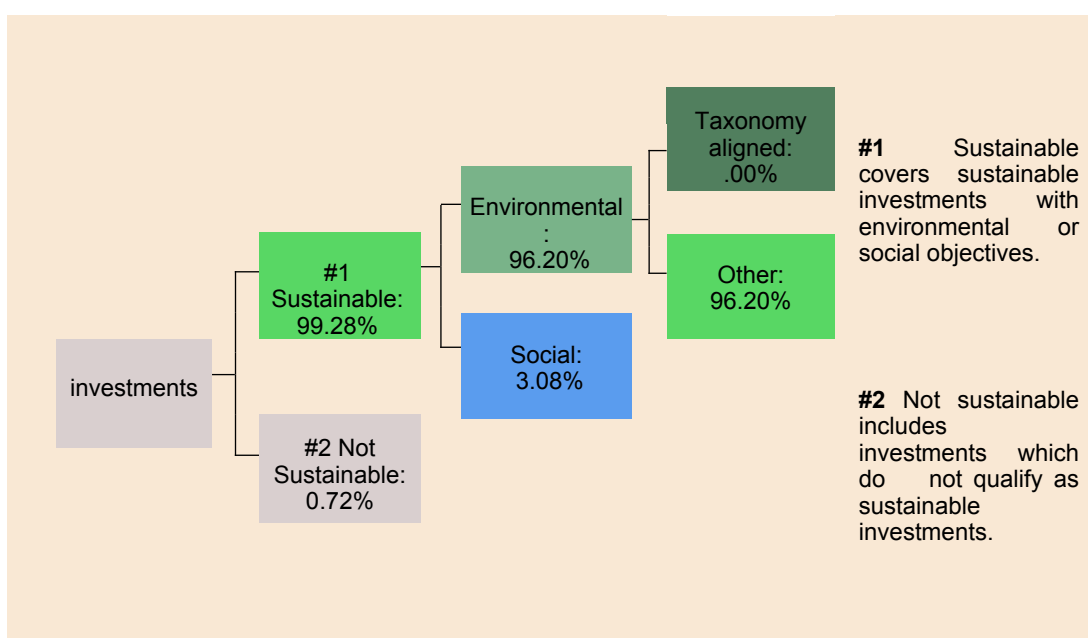 investments
#1
Sustainable:
99.28%
#2 Not
Sustainable:
0.72%
Environmental
:
96.20%
Social:
3.08%
Taxonomy
aligned:
.00%
Other:
96.20%
#1 Sustainable
covers sustainable
investments with
environmental or
social objectives.
#2 Not sustainable
includes
investments which
do not qualify as
sustainable
investments.